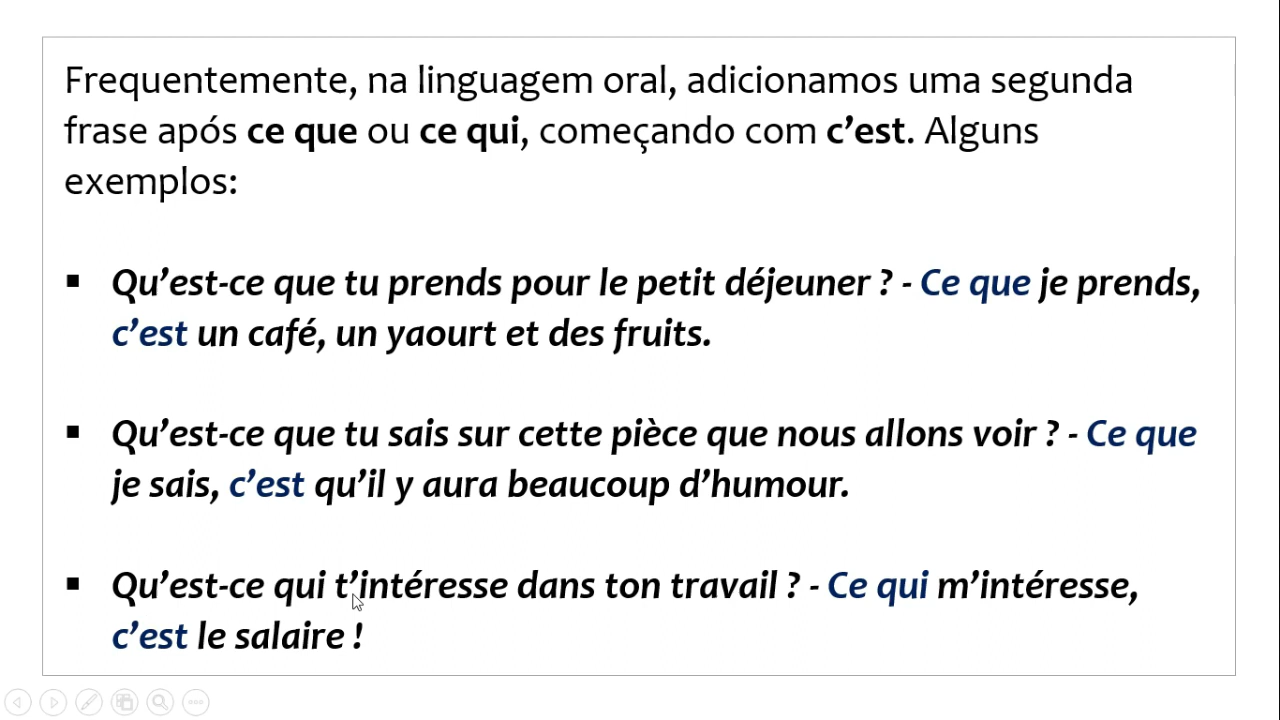 Frequentemente, na linguagem oral, adicionamos uma segunda
frase após ce que ou ce qui, começando com c’est. Alguns
exemplos:
▪ Qu’est-ce que tu prends pour le petit déjeuner ? - Ce que je prends,
c’est un café, un yaourt et des fruits.
▪ Qu’est-ce que tu sais sur cette pièce que nous allons voir ? - Ce que
je sais, c’est qu’il y aura beaucoup d’humour.
▪ Qu’est-ce qui t’intéresse dans ton travail ? - Ce qui m’intéresse,
c’est le salaire !